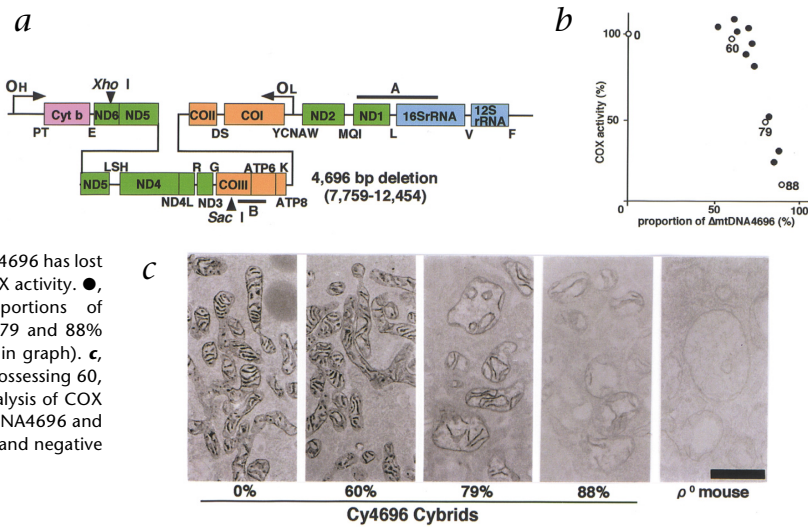 a
b
OH
Xho I
OL
A
Cyt b
ND6
ND5
COII
COI
ND2
ND1
16SrRNA
12S
rRNA
PT
E
DS
YCNAW
MQI
L
V
F
LSH
R
G
ATP6
K
ND5
ND4
COIII
ND4L
ND3
ATP8
Sac I
B
4,696 bp deletion
(7,759-12,454)
100
0
60
50
79
88
0
50
100
COX activity (%)
proportion of ΔmtDNA4696 (%)
4696 has lost
X activity. ●,
portions of
79 and 88%
in graph). c,
ossessing 60,
alysis of COX
DNA4696 and
and negative
c
0%
60%
79%
88%
ρ⁰ mouse
Cy4696 Cybrids